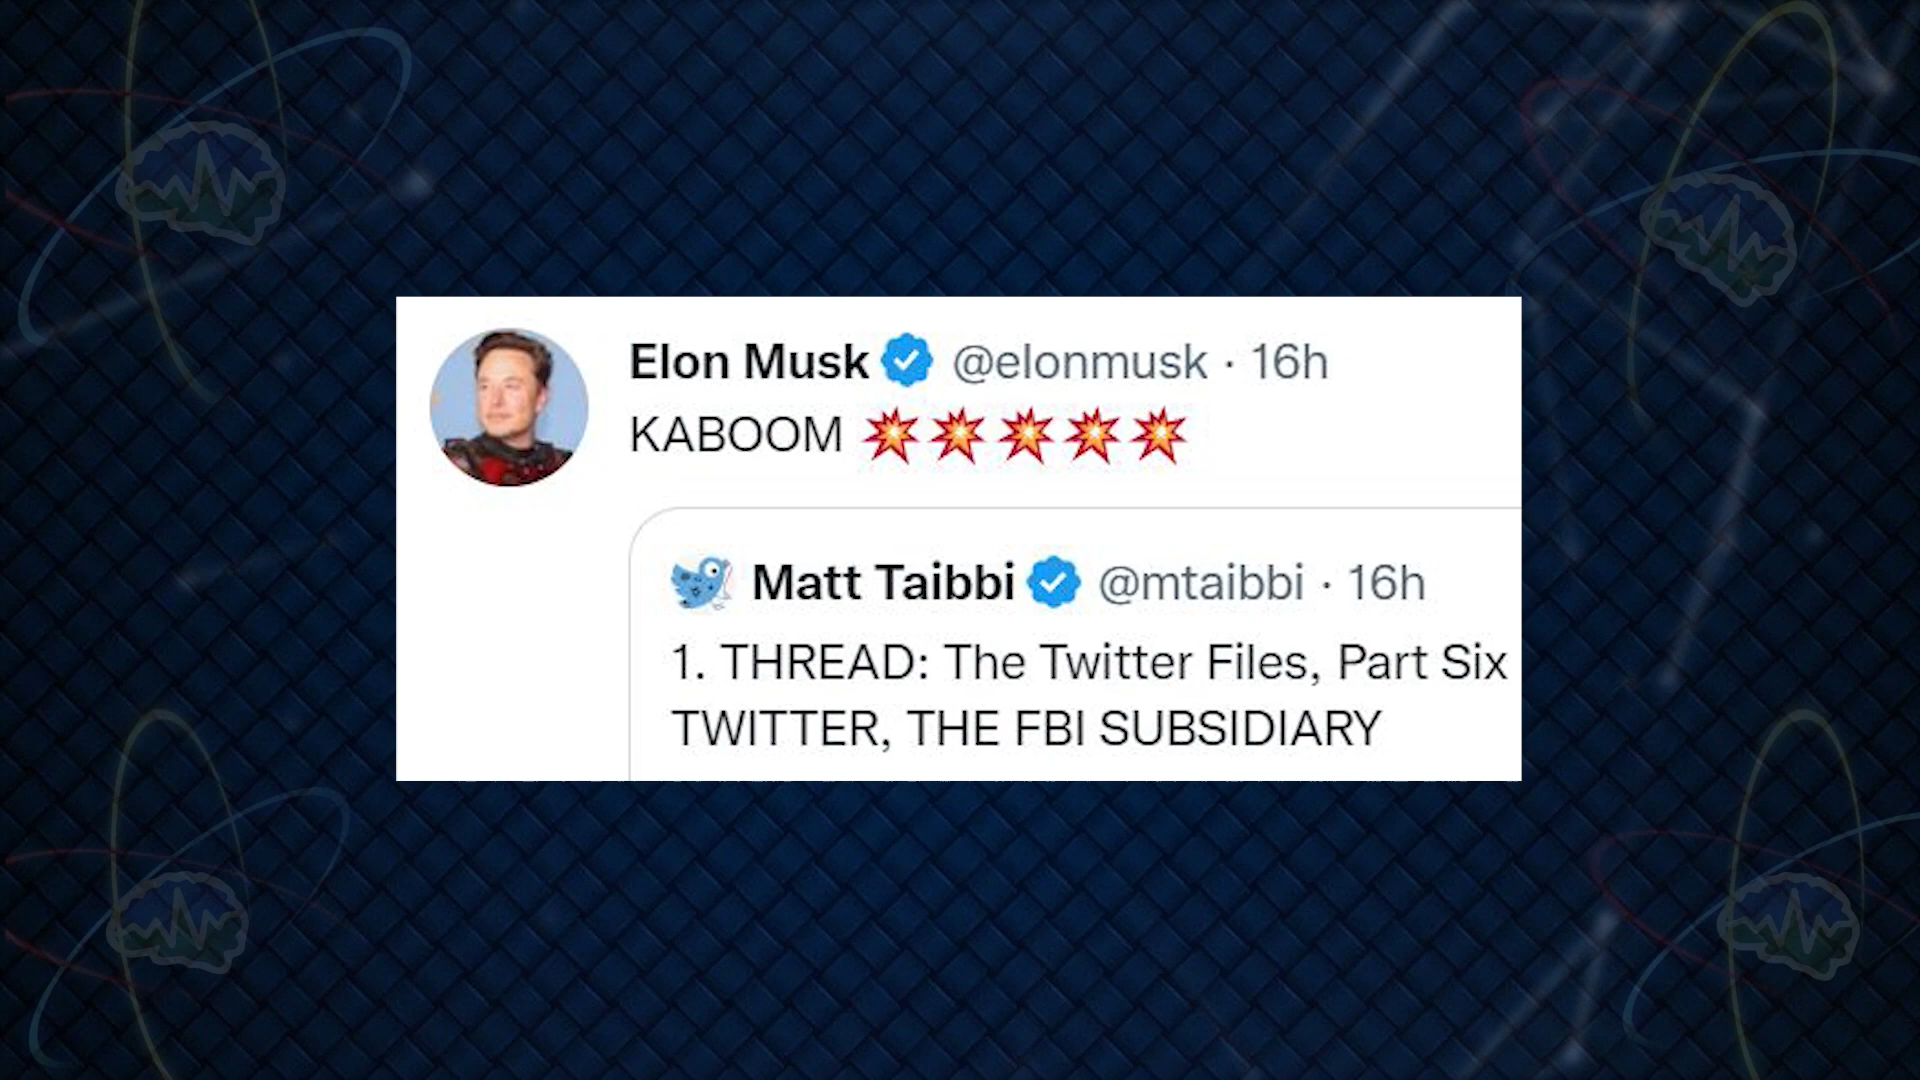 Elon Musk @elonmusk · 16h
KABOOM 💥💥💥💥💥
Matt Taibbi @mtaibbi · 16h
1. THREAD: The Twitter Files, Part Six
TWITTER, THE FBI SUBSIDIARY